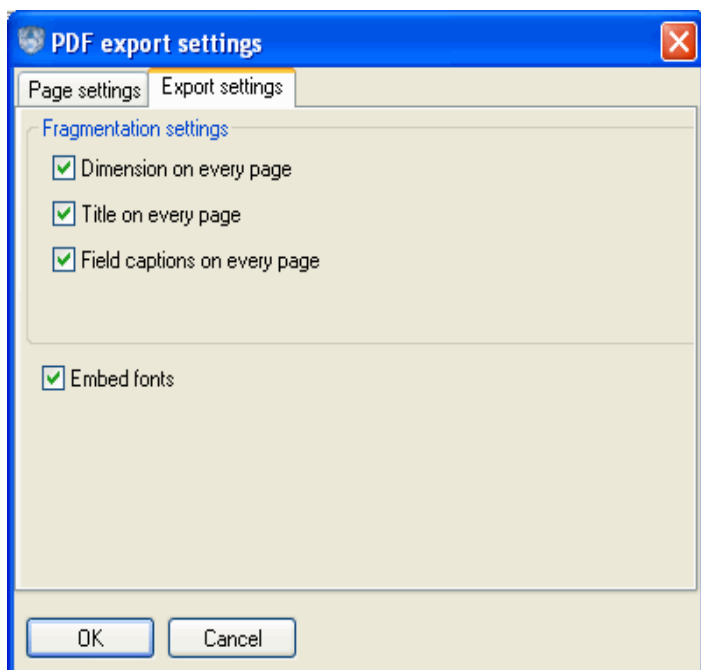 PDF export settings
Page settings Export settings
Fragmentation settings
Dimension on every page
Title on every page
Field captions on every page
Embed fonts
OK Cancel